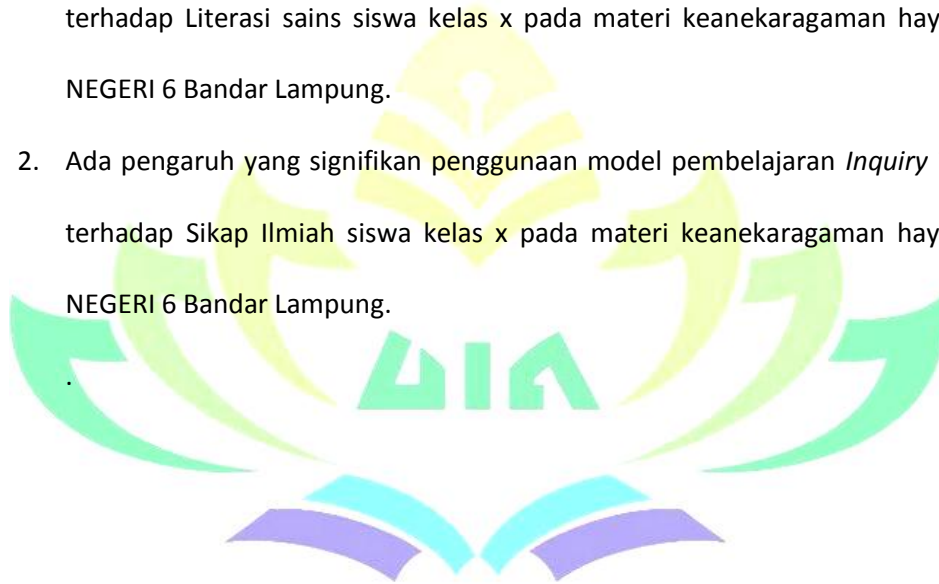 terhadap Literasi sains siswa kelas x pada materi keanekaragaman hay
NEGERI 6 Bandar Lampung.
2. Ada pengaruh yang signifikan penggunaan model pembelajaran Inquiry
terhadap Sikap Ilmiah siswa kelas x pada materi keanekaragaman hay
NEGERI 6 Bandar Lampung.
.
UIN